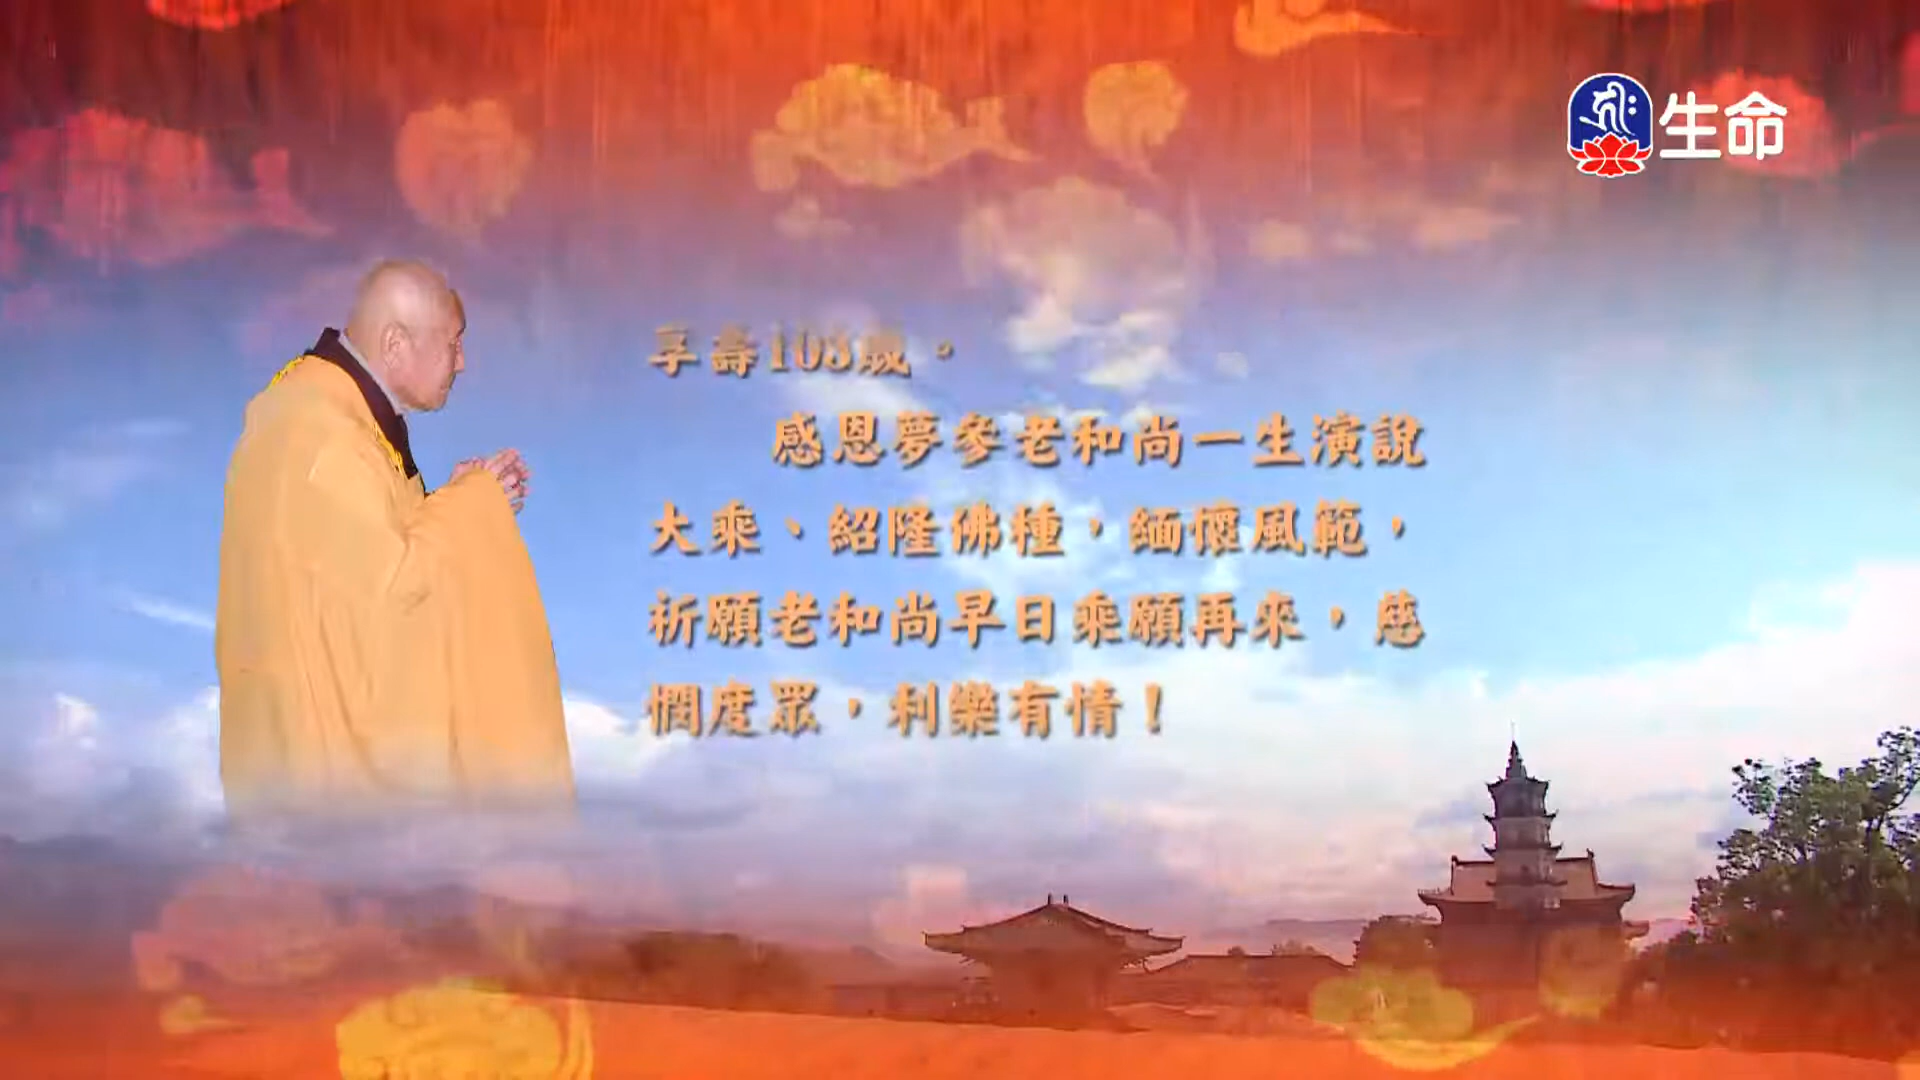 生命
享壽103歲。
感恩夢參老和尚一生演說
大乘、紹隆佛種，緬懷風範，
祈願老和尚早日乘願再來，慈
憫度眾，利樂有情！